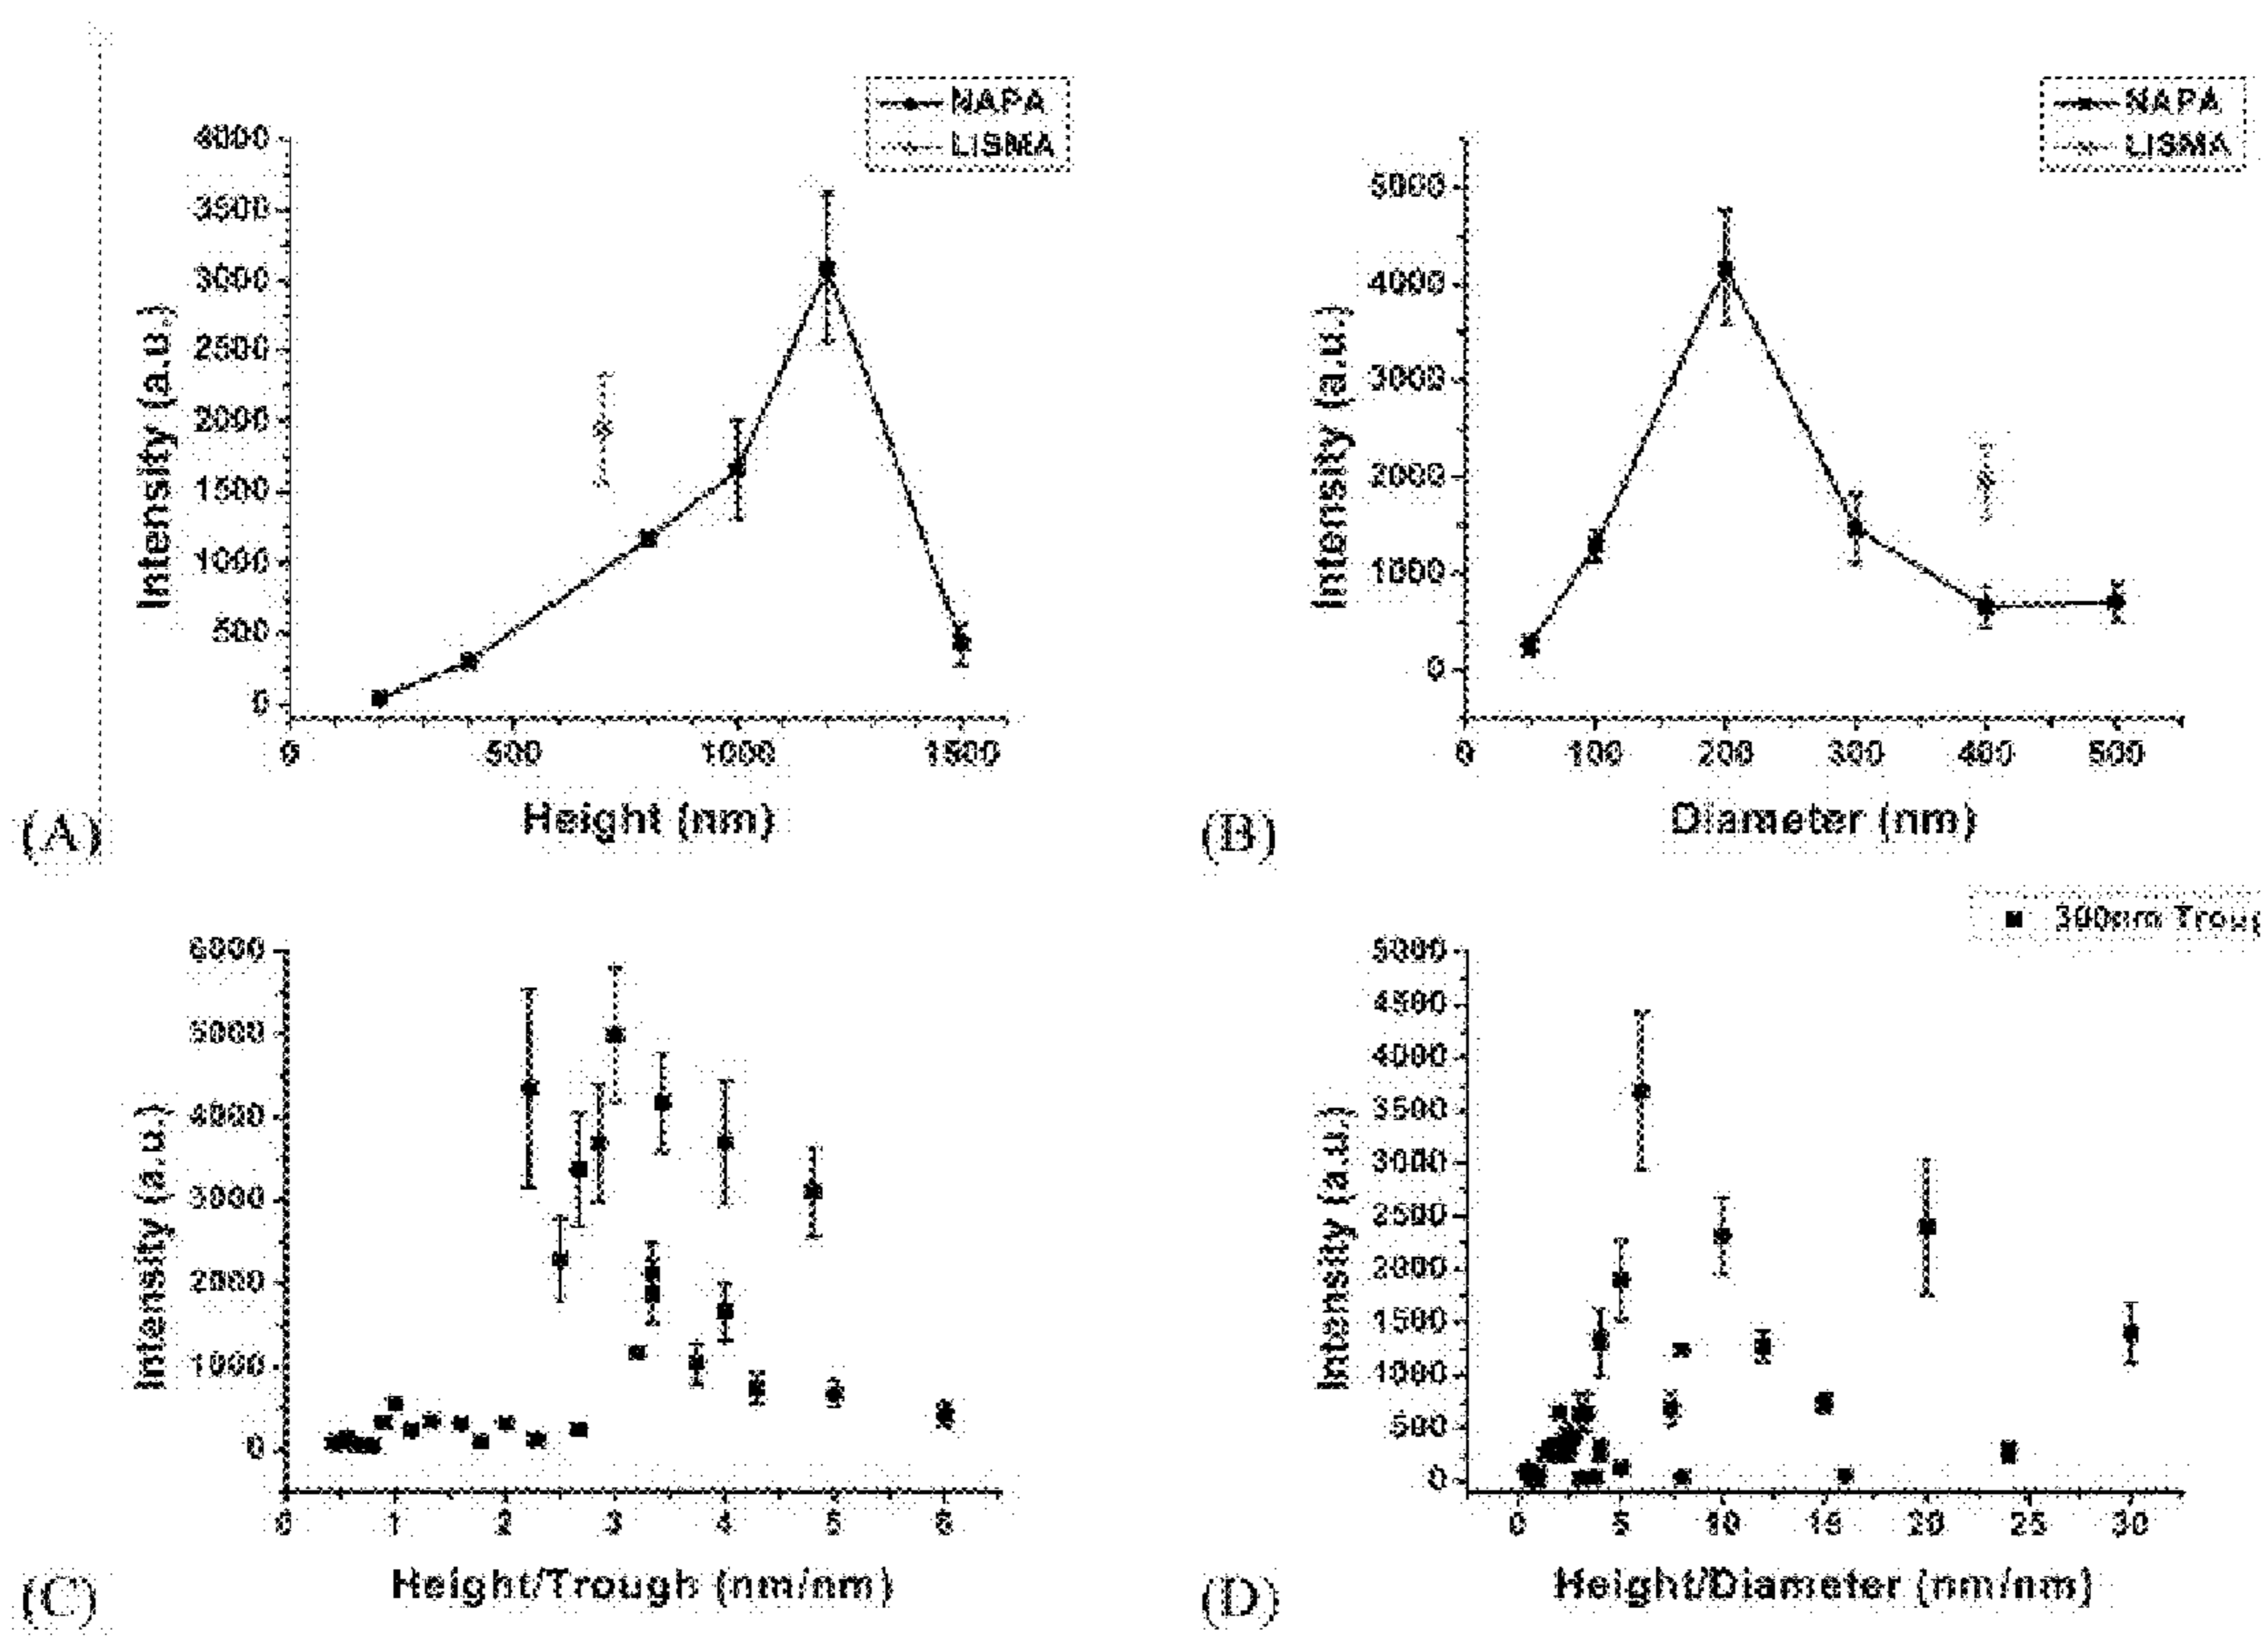 NAPA
LISMA
4000
3500
3000
2500
2000
1500
1000
500
0
Intensity (a.u.)
0 500 1000 1500
Height (nm)
(A)
NAPA
LISMA
5000
4000
3000
2000
1000
0
Intensity (a.u.)
0 100 200 300 400 500
Diameter (nm)
(B)
6000
5000
4000
3000
2000
1000
0
Intensity (a.u.)
0 1 2 3 4 5 6
Height/Trough (nm/nm)
(C)
300nm Troug
5000
4500
4000
3500
3000
2500
2000
1500
1000
500
0
Intensity (a.u.)
0 5 10 15 20 25 30
Height/Diameter (nm/nm)
(D)